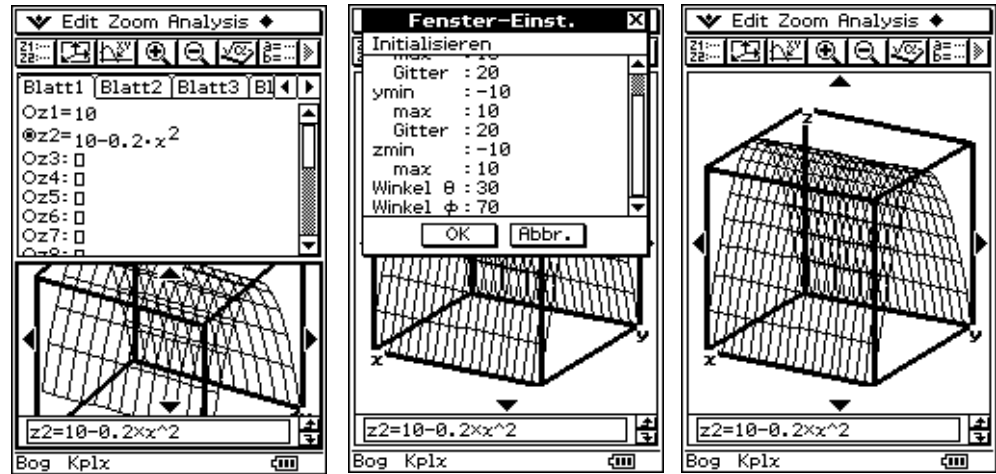 Edit Zoom Analysis ◆
Blatt1 Blatt2 Blatt3 Bl
z1=10
z2=10-0.2·x^2
z3:▯
z4:▯
z5:▯
z6:▯
z7:▯
z8:▯
z2=10-0.2×x^2
Bog Kplx
Fenster-Einst.
Initialisieren
max :10
Gitter :20
ymin :-10
max :10
Gitter :20
zmin :-10
max :10
Winkel θ :30
Winkel ϕ :70
OK Abbr.
x y
z2=10-0.2×x^2
Bog Kplx
Edit Zoom Analysis ◆
z
x y
z2=10-0.2×x^2
Bog Kplx